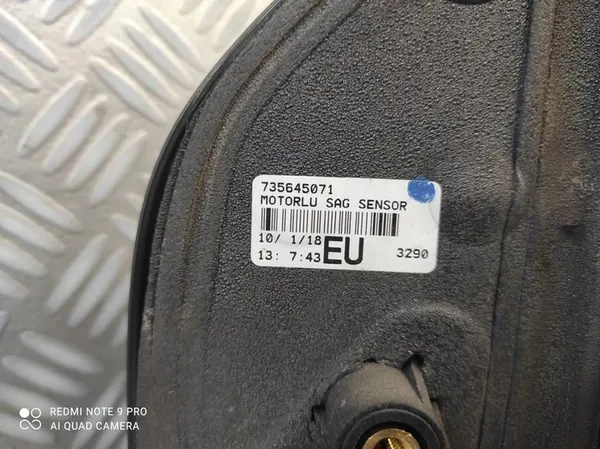 735645071
MOTORLU SAG SENSOR
10/ 1/18
13: 7:43 EU 3290
REDMI NOTE 9 PRO
AI QUAD CAMERA